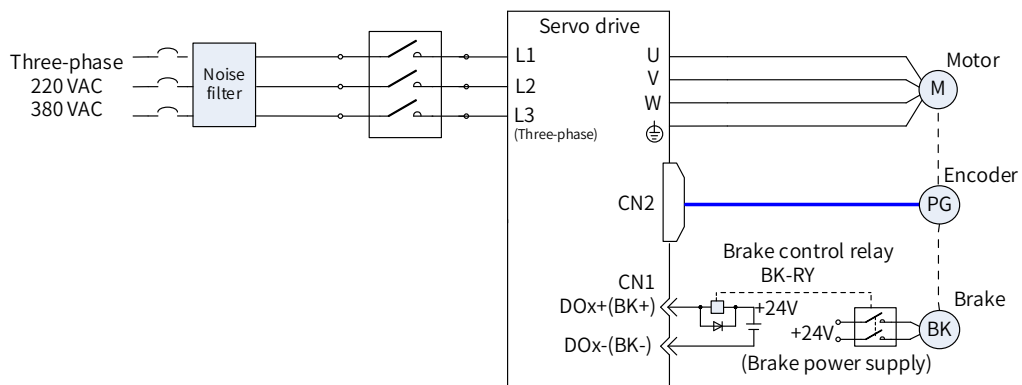 Servo drive
Three-phase
220 VAC
380 VAC
Noise
filter
L1
L2
L3
(Three-phase)
U
V
W
Motor
M
Encoder
CN2
PG
Brake control relay
BK-RY
CN1
DOx+(BK+)
+24V
Brake
+24V
BK
DOx-(BK-)
(Brake power supply)